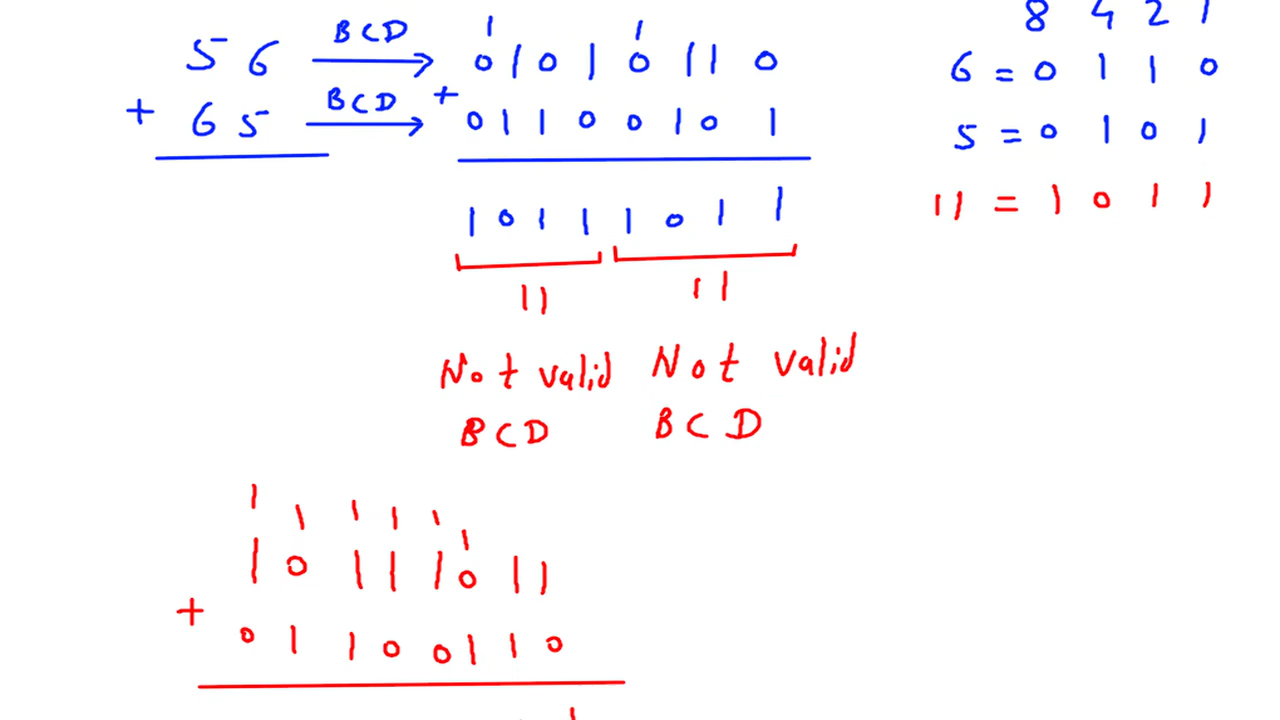 5 6 BCD → 0 1 0 1 0 1 1 0
+ 6 5 BCD → + 0 1 1 0 0 1 0 1
1 1
1 0 1 1 1 0 1 1
11 11
Not valid Not valid
BCD BCD
8 4 2 1
6 = 0 1 1 0
5 = 0 1 0 1
11 = 1 0 1 1
1 1 1 1 1 1
1 0 1 1 1 0 1 1
+ 0 1 1 0 0 1 1 0